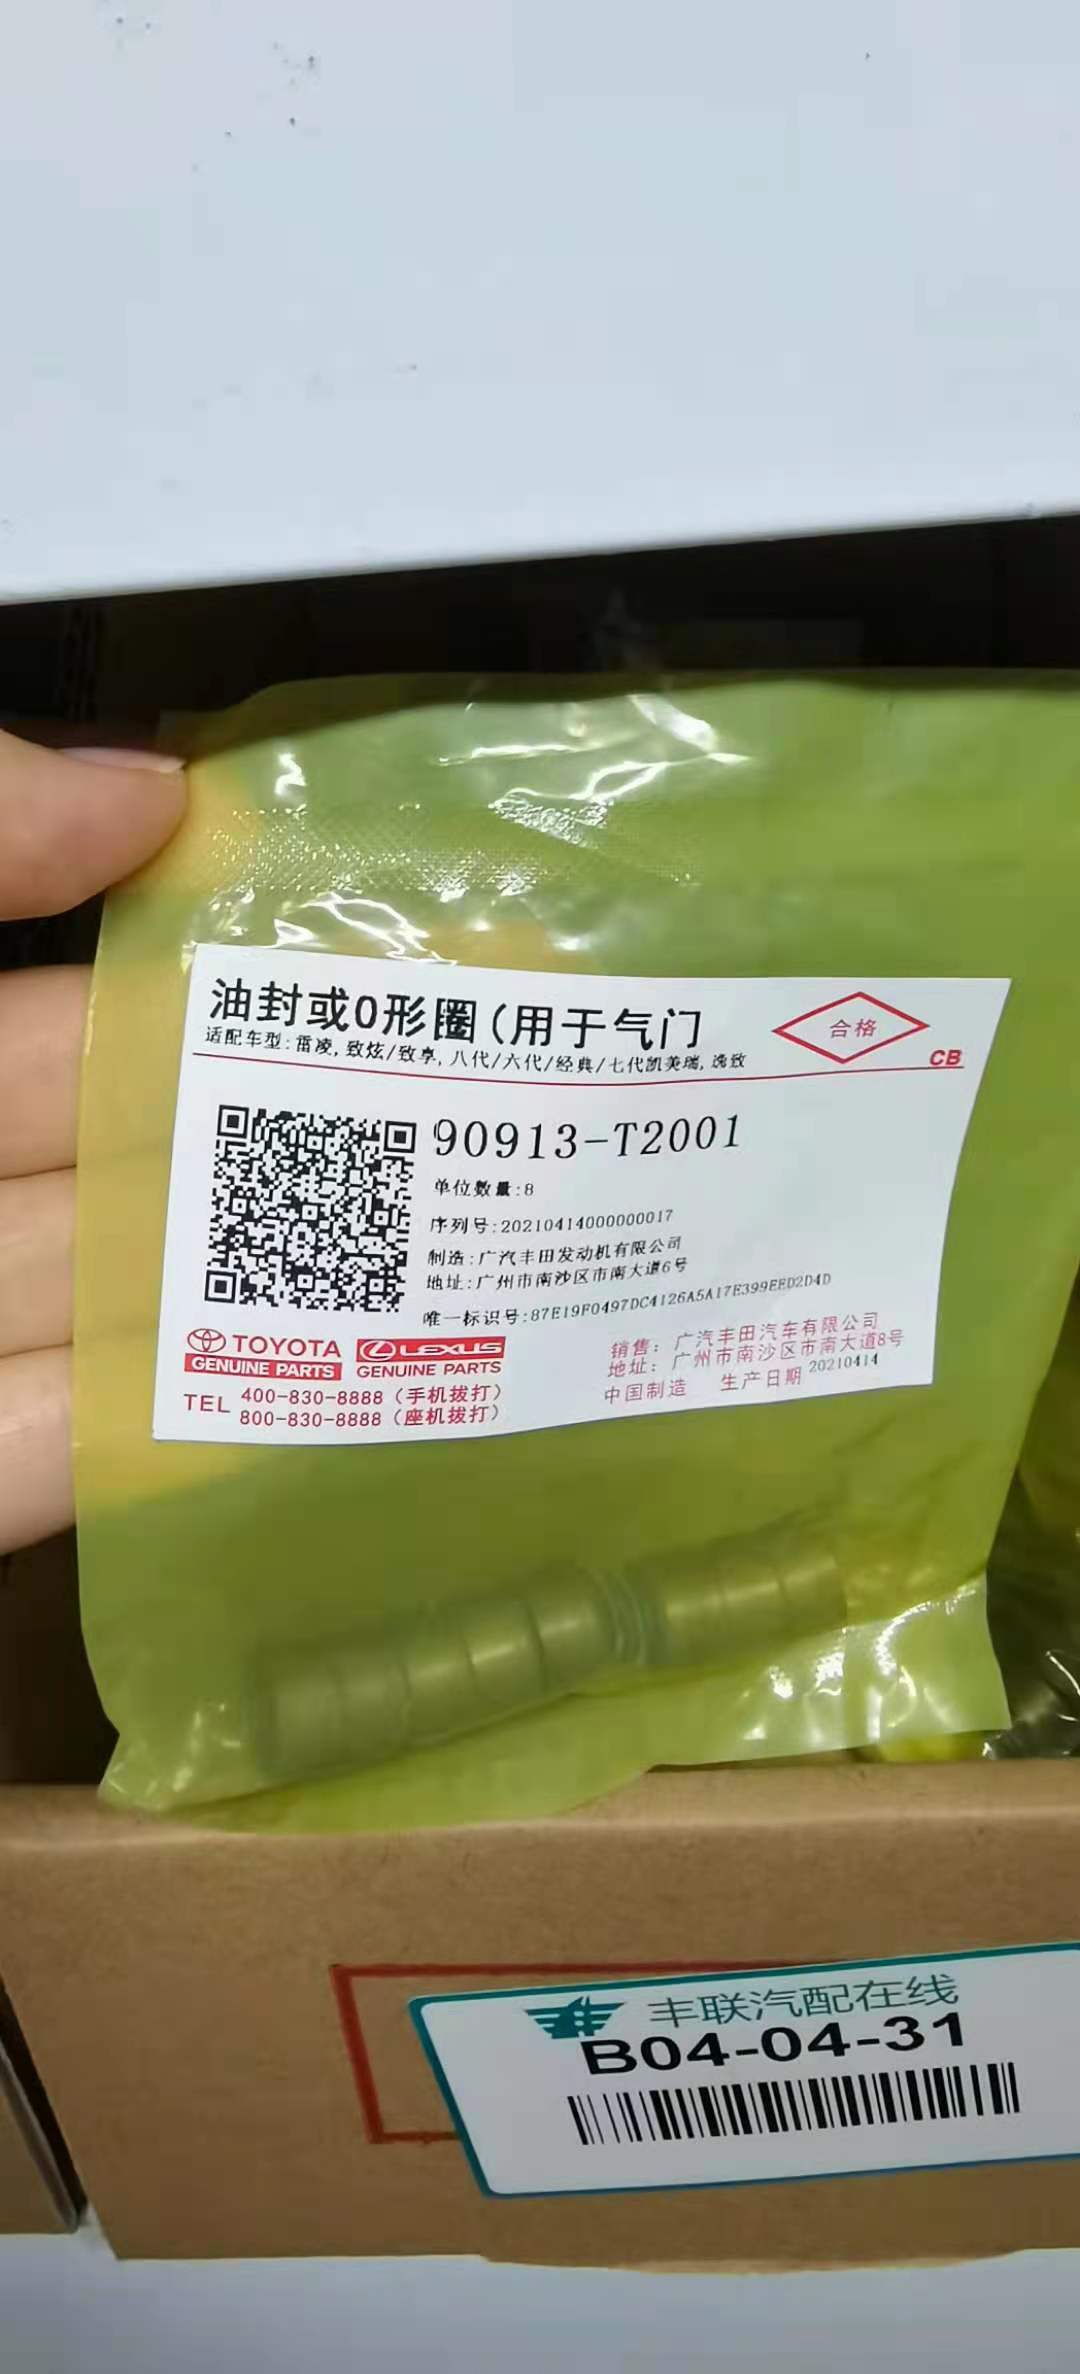 油封或O形圈(用于气门
适配车型:雷凌,致炫/致享,八代/六代/经典/七代凯美瑞,逸致
合格
CB
90913-T2001
单位数量:8
序列号:20210414000000017
制造:广汽丰田发动机有限公司
地址:广州市南沙区市南大道6号
唯一标识号:87E19F0497DC4126A5A17E399EED2D4D
TOYOTA
GENUINE PARTS
LEXUS
GENUINE PARTS
TEL 400-830-8888(手机拨打)
800-830-8888(座机拨打)
销售:广汽丰田汽车有限公司
地址:广州市南沙区市南大道8号
中国制造 生产日期 20210414
丰联汽配在线
B04-04-31